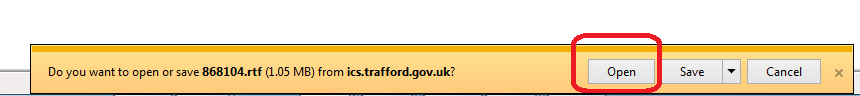 Do you want to open or save 868104.rtf (1.05 MB) from ics.trafford.gov.uk? Open Save Cancel